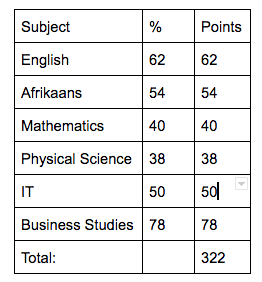 Subject % Points
English 62 62
Afrikaans 54 54
Mathematics 40 40
Physical Science 38 38
IT 50 50
Business Studies 78 78
Total: 322